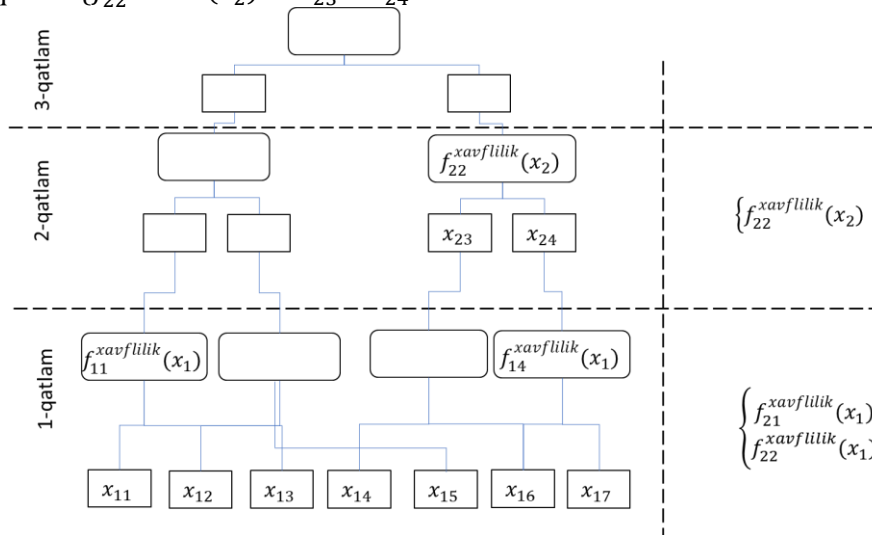 3-qatlam
2-qatlam
f_{22}^{xavflilik}(x_2)
x_{23} x_{24}
{f_{22}^{xavflilik}(x_2)
1-qatlam
f_{11}^{xavflilik}(x_1) f_{14}^{xavflilik}(x_1)
{f_{21}^{xavflilik}(x_1)
f_{22}^{xavflilik}(x_1)
x_{11} x_{12} x_{13} x_{14} x_{15} x_{16} x_{17}